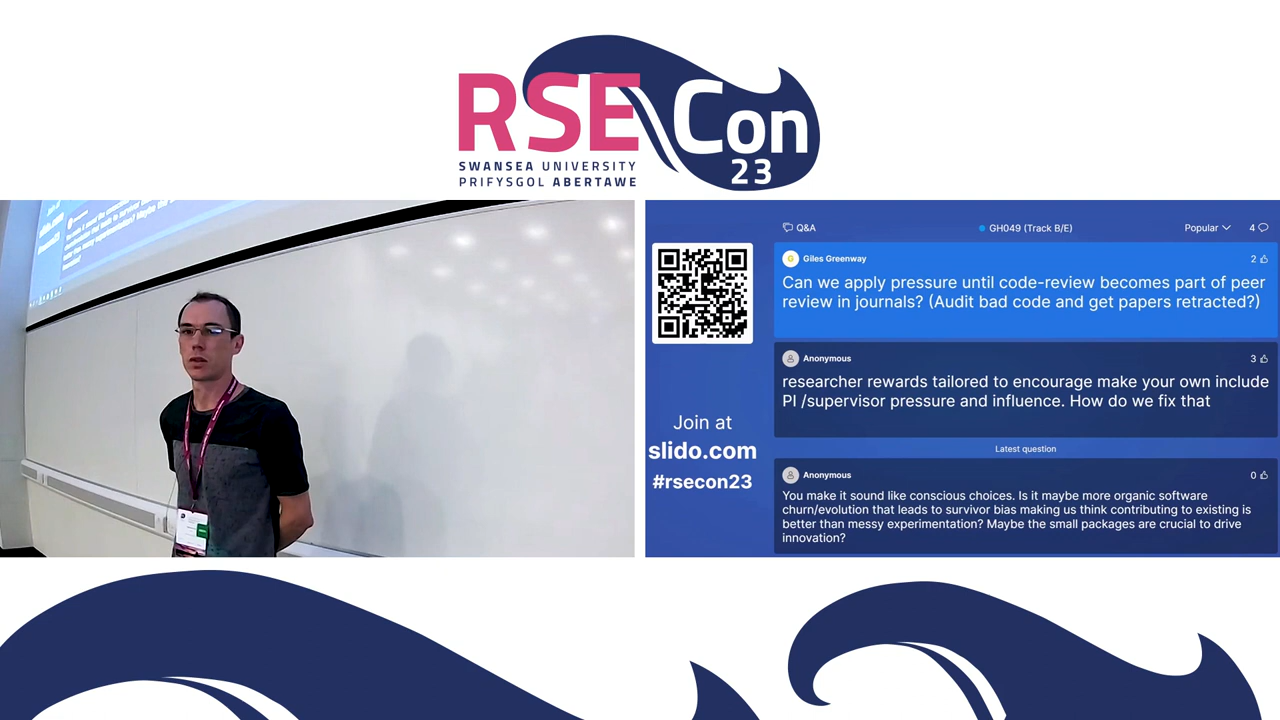 RSE Con
23
SWANSEA UNIVERSITY
PRIFYSGOL ABERTAWE
Q&A
GH049 (Track B/E)
Popular
4
G
Giles Greenway
2
Can we apply pressure until code-review becomes part of peer
review in journals? (Audit bad code and get papers retracted?)
Anonymous
3
researcher rewards tailored to encourage make your own include
PI /supervisor pressure and influence. How do we fix that
Join at
slido.com
#rsecon23
Latest question
Anonymous
0
You make it sound like conscious choices. Is it maybe more organic software
churn/evolution that leads to survivor bias making us think contributing to existing is
better than messy experimentation? Maybe the small packages are crucial to drive
innovation?